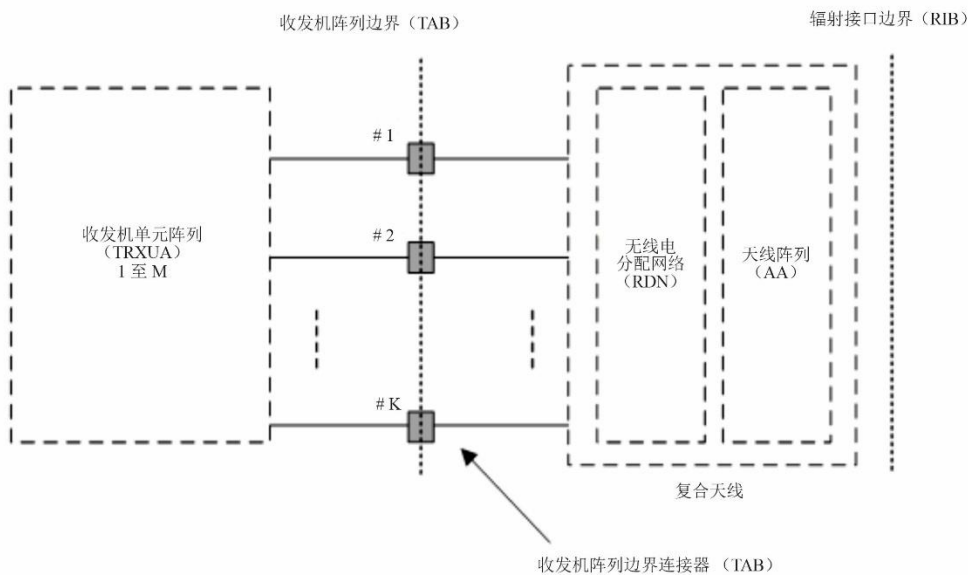 收发机阵列边界（TAB）
辐射接口边界（RIB）
#1
收发机单元阵列
（TRXUA）
1 至 M
#2
无线电
分配网络
（RDN）
天线阵列
（AA）
#K
复合天线
收发机阵列边界连接器（TAB）